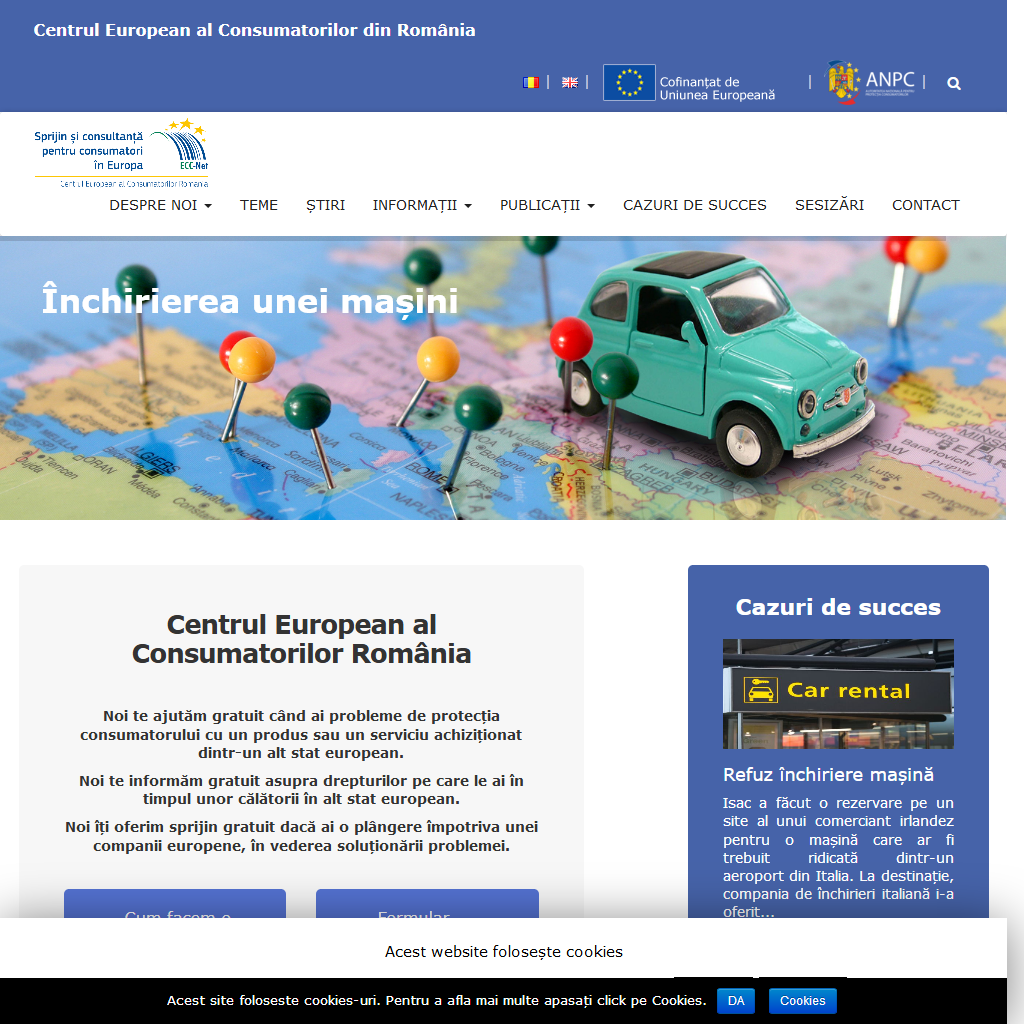 Centrul European al Consumatorilor din România
Cofinanțat de
Uniunea Europeană
ANPC
Sprijin și consultanță
pentru consumatori
în Europa
ECC-Net
Centrul European al Consumatorilor România
DESPRE NOI
TEME
ȘTIRI
INFORMAȚII
PUBLICAȚII
CAZURI DE SUCCES
SESIZĂRI
CONTACT
Închirierea unei mașini
ALGIERS
ROME
NAPLES
HUNGARY
Centrul European al
Consumatorilor România
Noi te ajutăm gratuit când ai probleme de protecția
consumatorului cu un produs sau un serviciu achiziționat
dintr-un alt stat european.
Noi te informăm gratuit asupra drepturilor pe care le ai în
timpul unor călătorii în alt stat european.
Noi îți oferim sprijin gratuit dacă ai o plângere împotriva unei
companii europene, în vederea soluționării problemei.
Cum facem o
Formular
Cazuri de succes
Car rental
Refuz închiriere mașină
Isac a făcut o rezervare pe un
site al unui comerciant irlandez
pentru o mașină care ar fi
trebuit ridicată dintr-un
aeroport din Italia. La destinație,
compania de închirieri italiană i-a
oferit...
Acest website folosește cookies
Acest site foloseste cookies-uri. Pentru a afla mai multe apasați click pe Cookies.
DA
Cookies